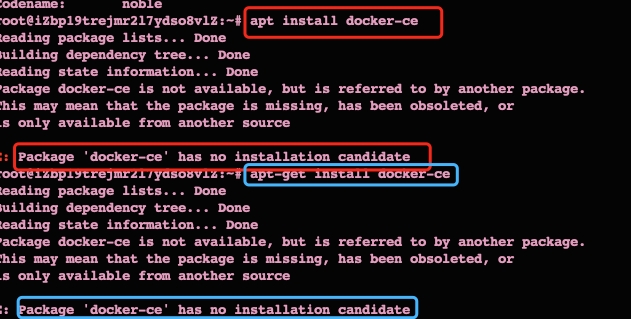 Codename: noble
root@iZbp19trejmr2l7ydso8vlZ:~# apt install docker-ce
Reading package lists... Done
Building dependency tree... Done
Reading state information... Done
Package docker-ce is not available, but is referred to by another package.
This may mean that the package is missing, has been obsoleted, or
is only available from another source
E: Package 'docker-ce' has no installation candidate
root@iZbp19trejmr2l7ydso8vlZ:~# apt-get install docker-ce
Reading package lists... Done
Building dependency tree... Done
Reading state information... Done
Package docker-ce is not available, but is referred to by another package.
This may mean that the package is missing, has been obsoleted, or
is only available from another source
E: Package 'docker-ce' has no installation candidate